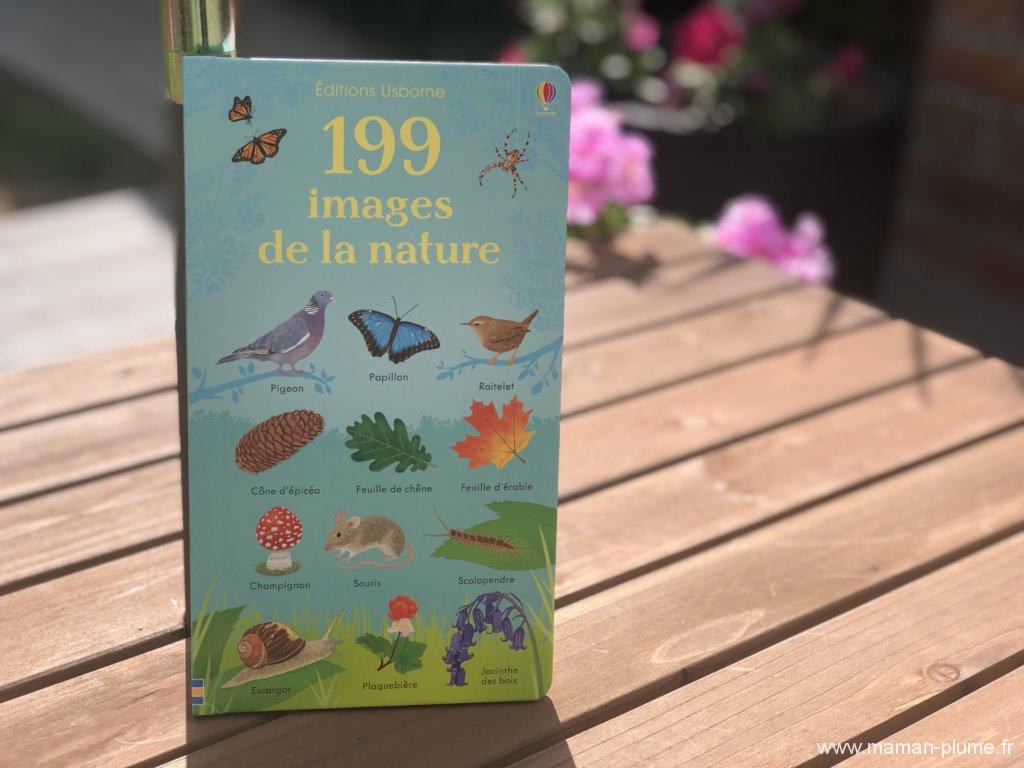 Éditions Usborne
199
images
de la nature
Pigeon
Papillon
Roitelet
Cône d'épicéa
Feuille de chêne
Feuille d'érable
Champignon
Souris
Scolopendre
Escargot
Plaquebière
Jacinthe
des bois
www.maman-plume.fr